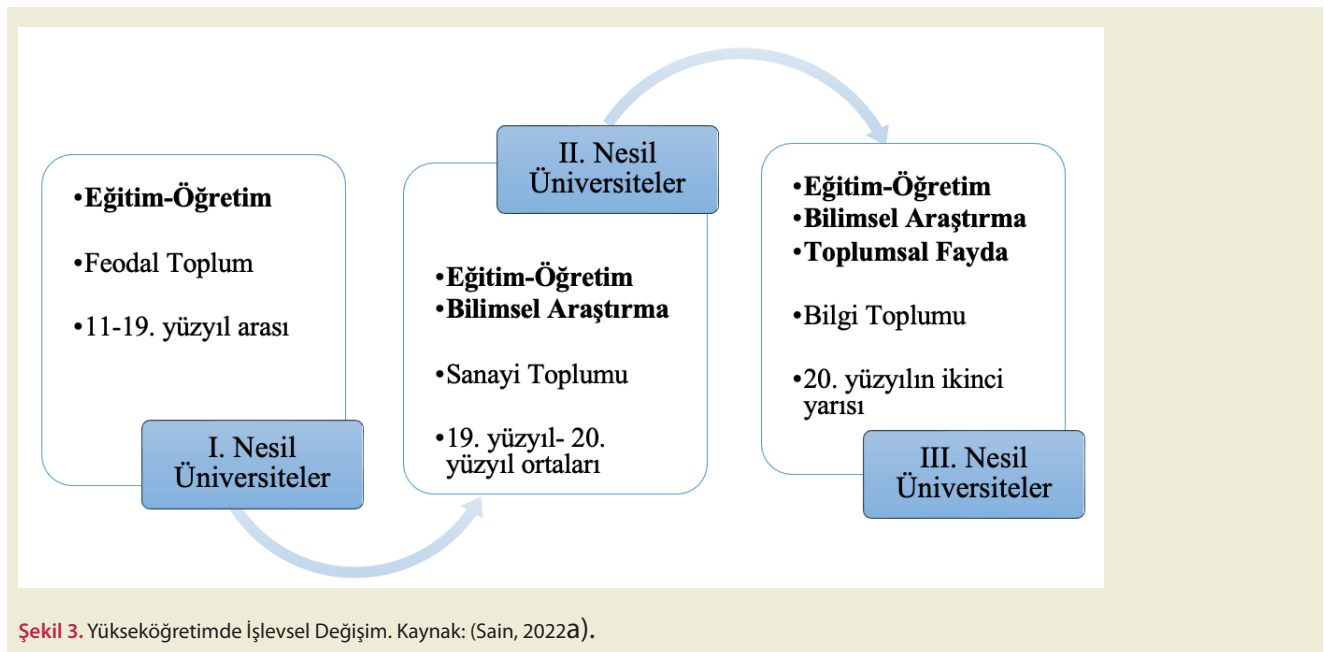 •Eğitim-Öğretim
•Feodal Toplum
•11-19. yüzyıl arası
I. Nesil
Üniversiteler
II. Nesil
Üniversiteler
•Eğitim-Öğretim
•Bilimsel Araştırma
•Sanayi Toplumu
•19. yüzyıl- 20.
yüzyıl ortaları
•Eğitim-Öğretim
•Bilimsel Araştırma
•Toplumsal Fayda
•Bilgi Toplumu
•20. yüzyılın ikinci
yarısı
III. Nesil
Üniversiteler
Şekil 3. Yükseköğretimde İşlevsel Değişim. Kaynak: (Sain, 2022a).